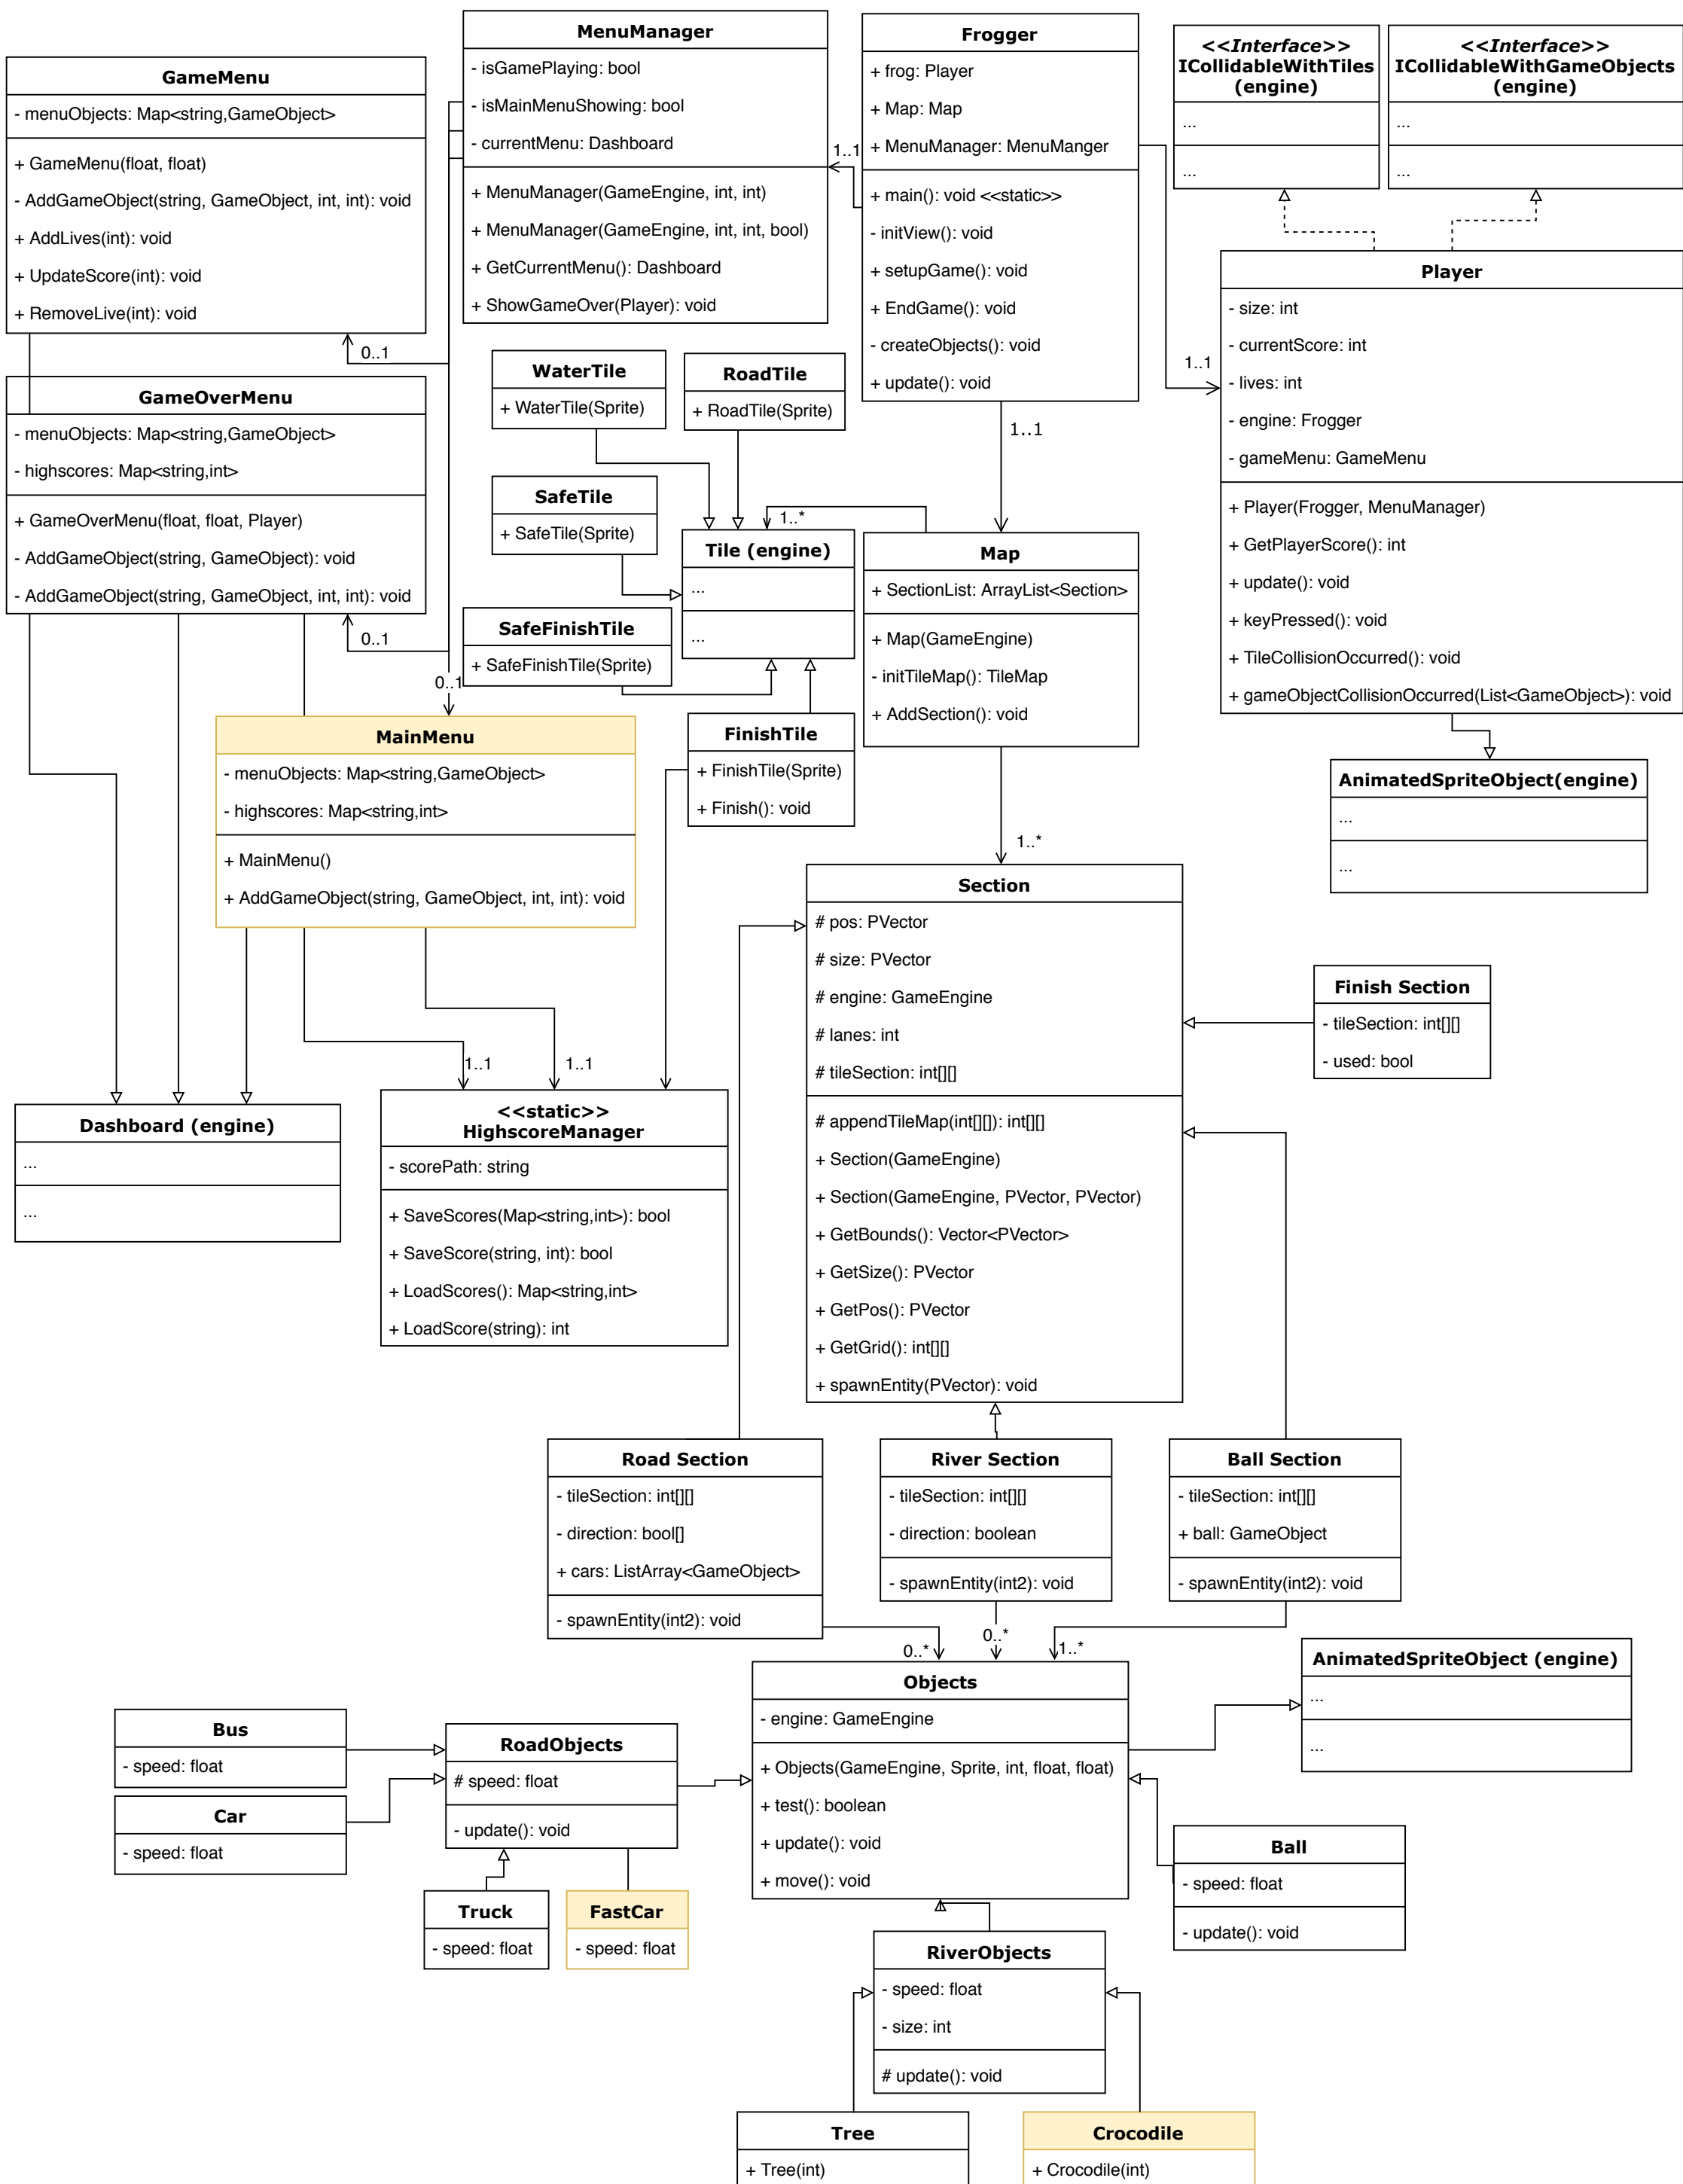 MenuManager
- isGamePlaying: bool
- isMainMenuShowing: bool
- currentMenu: Dashboard
+ MenuManager(GameEngine, int, int)
+ MenuManager(GameEngine, int, int, bool)
+ GetCurrentMenu(): Dashboard
+ ShowGameOver(Player): void
Frogger
+ frog: Player
+ Map: Map
+ MenuManager: MenuManger
+ main(): void <<static>>
- initView(): void
+ setupGame(): void
+ EndGame(): void
- createObjects(): void
+ update(): void
<<Interface>>
ICollidableWithTiles
(engine)
...
...
<<Interface>>
ICollidableWithGameObjects
(engine)
...
...
GameMenu
- menuObjects: Map<string,GameObject>
+ GameMenu(float, float)
- AddGameObject(string, GameObject, int, int): void
+ AddLives(int): void
+ UpdateScore(int): void
+ RemoveLive(int): void
1..1
0..1
1..1
1..1
Player
- size: int
- currentScore: int
- lives: int
- engine: Frogger
- gameMenu: GameMenu
+ Player(Frogger, MenuManager)
+ GetPlayerScore(): int
+ update(): void
+ keyPressed(): void
+ TileCollisionOccurred(): void
+ gameObjectCollisionOccurred(List<GameObject>): void
GameOverMenu
- menuObjects: Map<string,GameObject>
- highscores: Map<string,int>
+ GameOverMenu(float, float, Player)
- AddGameObject(string, GameObject): void
- AddGameObject(string, GameObject, int, int): void
0..1
0..1
WaterTile
+ WaterTile(Sprite)
RoadTile
+ RoadTile(Sprite)
SafeTile
+ SafeTile(Sprite)
1..*
Tile (engine)
...
...
SafeFinishTile
+ SafeFinishTile(Sprite)
Map
+ SectionList: ArrayList<Section>
+ Map(GameEngine)
- initTileMap(): TileMap
+ AddSection(): void
FinishTile
+ FinishTile(Sprite)
+ Finish(): void
MainMenu
- menuObjects: Map<string,GameObject>
- highscores: Map<string,int>
+ MainMenu()
+ AddGameObject(string, GameObject, int, int): void
AnimatedSpriteObject(engine)
...
...
1..*
Section
# pos: PVector
# size: PVector
# engine: GameEngine
# lanes: int
# tileSection: int[][]
# appendTileMap(int[][]): int[][]
+ Section(GameEngine)
+ Section(GameEngine, PVector, PVector)
+ GetBounds(): Vector<PVector>
+ GetSize(): PVector
+ GetPos(): PVector
+ GetGrid(): int[][]
+ spawnEntity(PVector): void
Finish Section
- tileSection: int[][]
- used: bool
1..1
1..1
Dashboard (engine)
...
...
<<static>>
HighscoreManager
- scorePath: string
+ SaveScores(Map<string,int>): bool
+ SaveScore(string, int): bool
+ LoadScores(): Map<string,int>
+ LoadScore(string): int
Road Section
- tileSection: int[][]
- direction: bool[]
+ cars: ListArray<GameObject>
- spawnEntity(int2): void
River Section
- tileSection: int[][]
- direction: boolean
- spawnEntity(int2): void
Ball Section
- tileSection: int[][]
+ ball: GameObject
- spawnEntity(int2): void
0..*
0..*
1..*
Objects
- engine: GameEngine
+ Objects(GameEngine, Sprite, int, float, float)
+ test(): boolean
+ update(): void
+ move(): void
AnimatedSpriteObject (engine)
...
...
Bus
- speed: float
Car
- speed: float
RoadObjects
# speed: float
- update(): void
Truck
- speed: float
FastCar
- speed: float
Ball
- speed: float
- update(): void
RiverObjects
- speed: float
- size: int
# update(): void
Tree
+ Tree(int)
Crocodile
+ Crocodile(int)